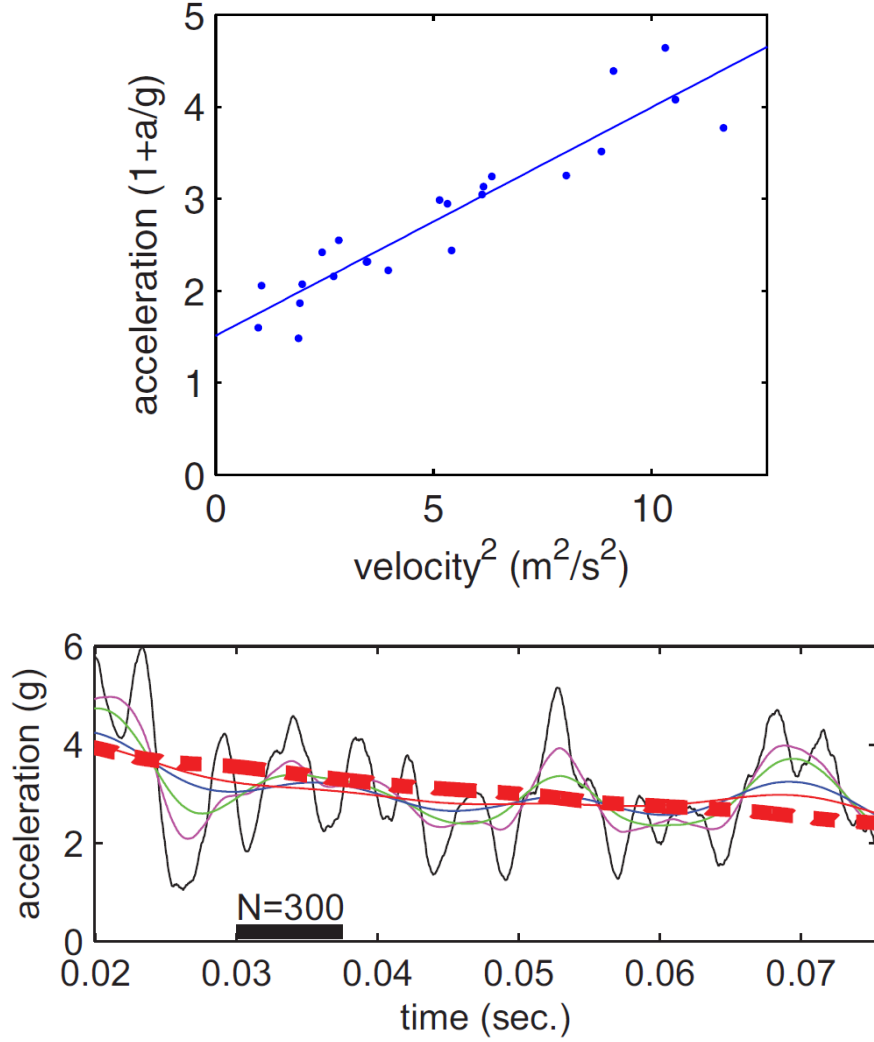 5
4
3
2
1
0
acceleration (1+a/g)
0 5 10
velocity² (m²/s²)
6
4
2
0
acceleration (g)
N=300
0.02 0.03 0.04 0.05 0.06 0.07
time (sec.)